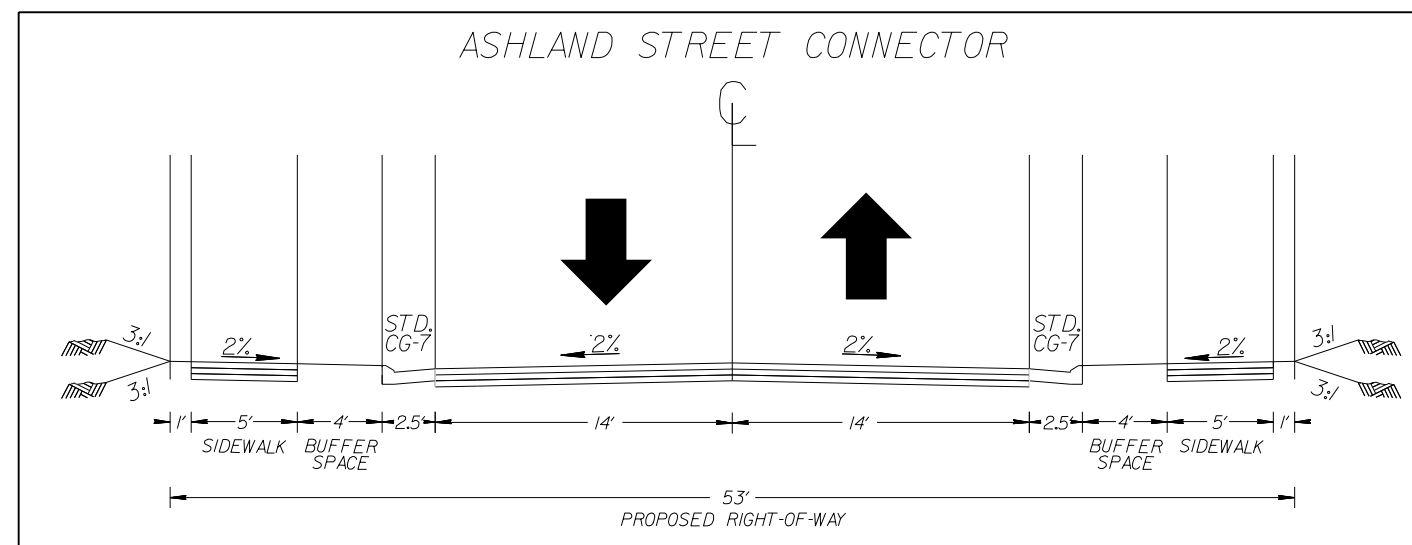 ASHLAND STREET CONNECTOR
CL
STD.
CG-7
STD.
CG-7
3:1
2%
2%
2%
2%
3:1
3:1
3:1
1'
5'
4'
2.5'
14'
14'
2.5'
4'
5'
1'
SIDEWALK
BUFFER
SPACE
BUFFER
SPACE
SIDEWALK
53'
PROPOSED RIGHT-OF-WAY